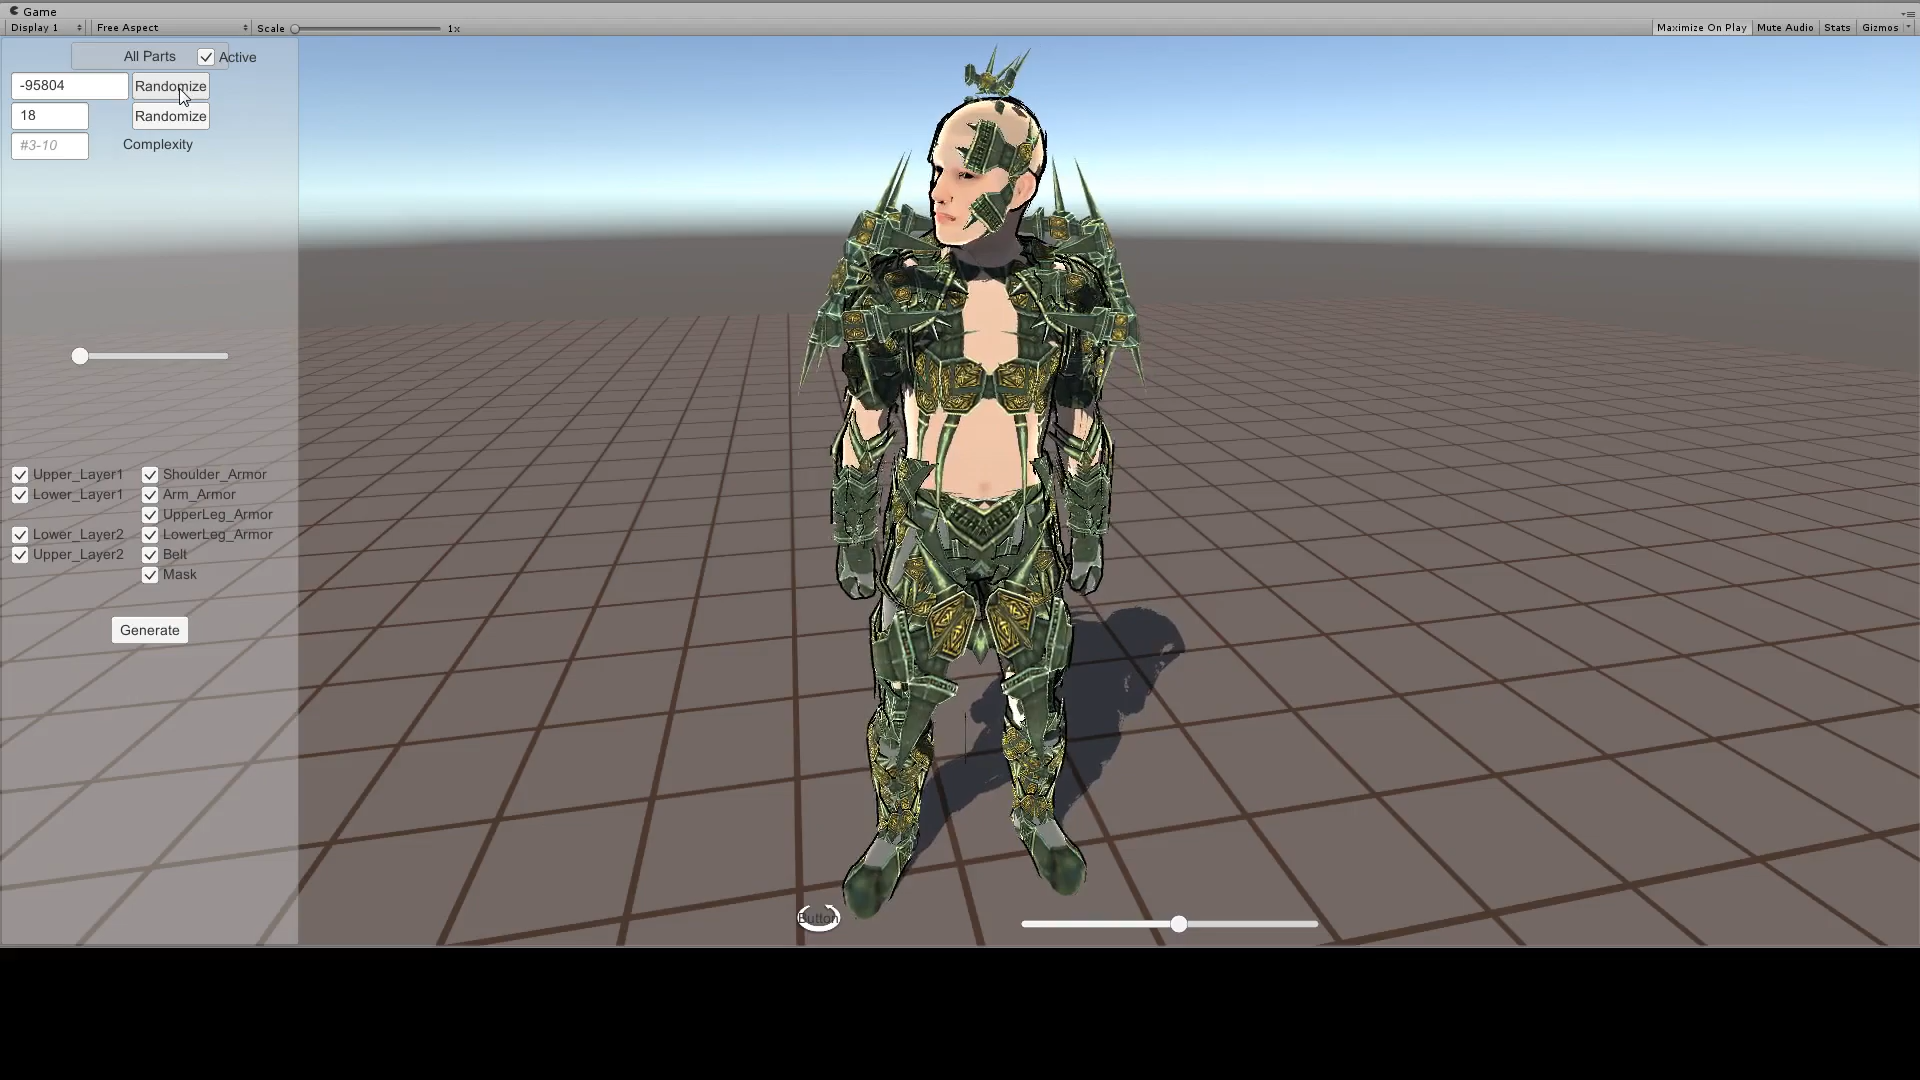 Game
Display 1 Free Aspect Scale 1x Maximize On Play Mute Audio Stats Gizmos
All Parts Active
-95804 Randomize
18 Randomize
#3-10 Complexity
Upper_Layer1 Shoulder_Armor
Lower_Layer1 Arm_Armor
UpperLeg_Armor
Lower_Layer2 LowerLeg_Armor
Upper_Layer2 Belt
Mask
Generate
Button